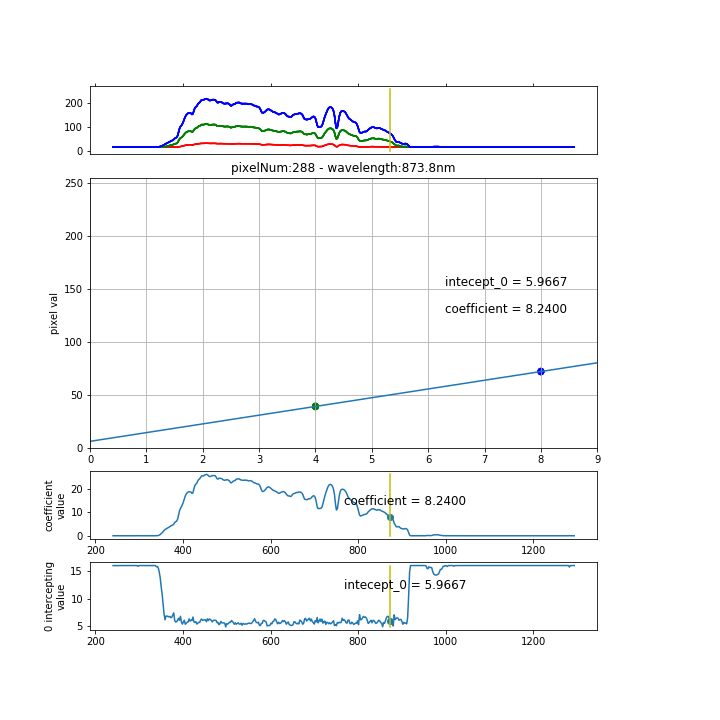 200
100
0
pixelNum:288 - wavelength:873.8nm
250
200
150
100
50
0
pixel val
intecept_0 = 5.9667
coefficient = 8.2400
0 1 2 3 4 5 6 7 8 9
20
10
0
coefficient
value
coefficient = 8.2400
200 400 600 800 1000 1200
15
10
5
0 intercepting
value
intecept_0 = 5.9667
200 400 600 800 1000 1200